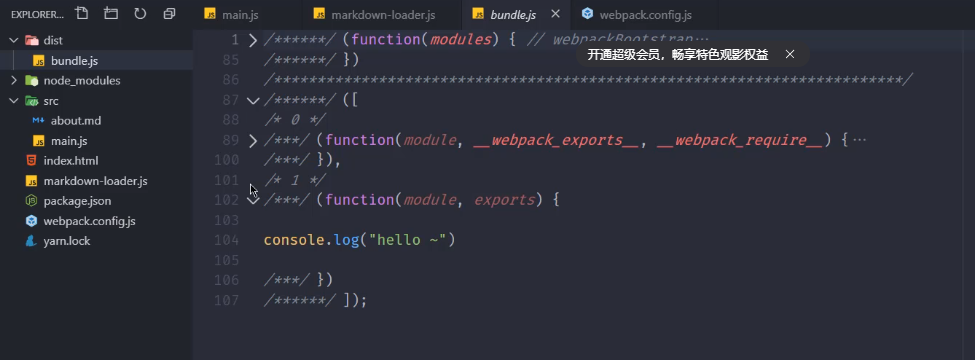 EXPLORER...
main.js
markdown-loader.js
bundle.js
webpack.config.js
dist
bundle.js
node_modules
src
about.md
main.js
index.html
markdown-loader.js
package.json
webpack.config.js
yarn.lock
1 /******/ (function(modules) { // webpackBootstrap…
开通超级会员，畅享特色观影权益
85 /******/ })
86 /************************************************************************/
87 /******/ ([
88 /* 0 */
89 /***/ (function(module, __webpack_exports__, __webpack_require__) {…
100 /***/ }),
101 /* 1 */
102 /***/ (function(module, exports) {
103
104 console.log("hello ~")
105
106 /***/ })
107 /******/ ]);